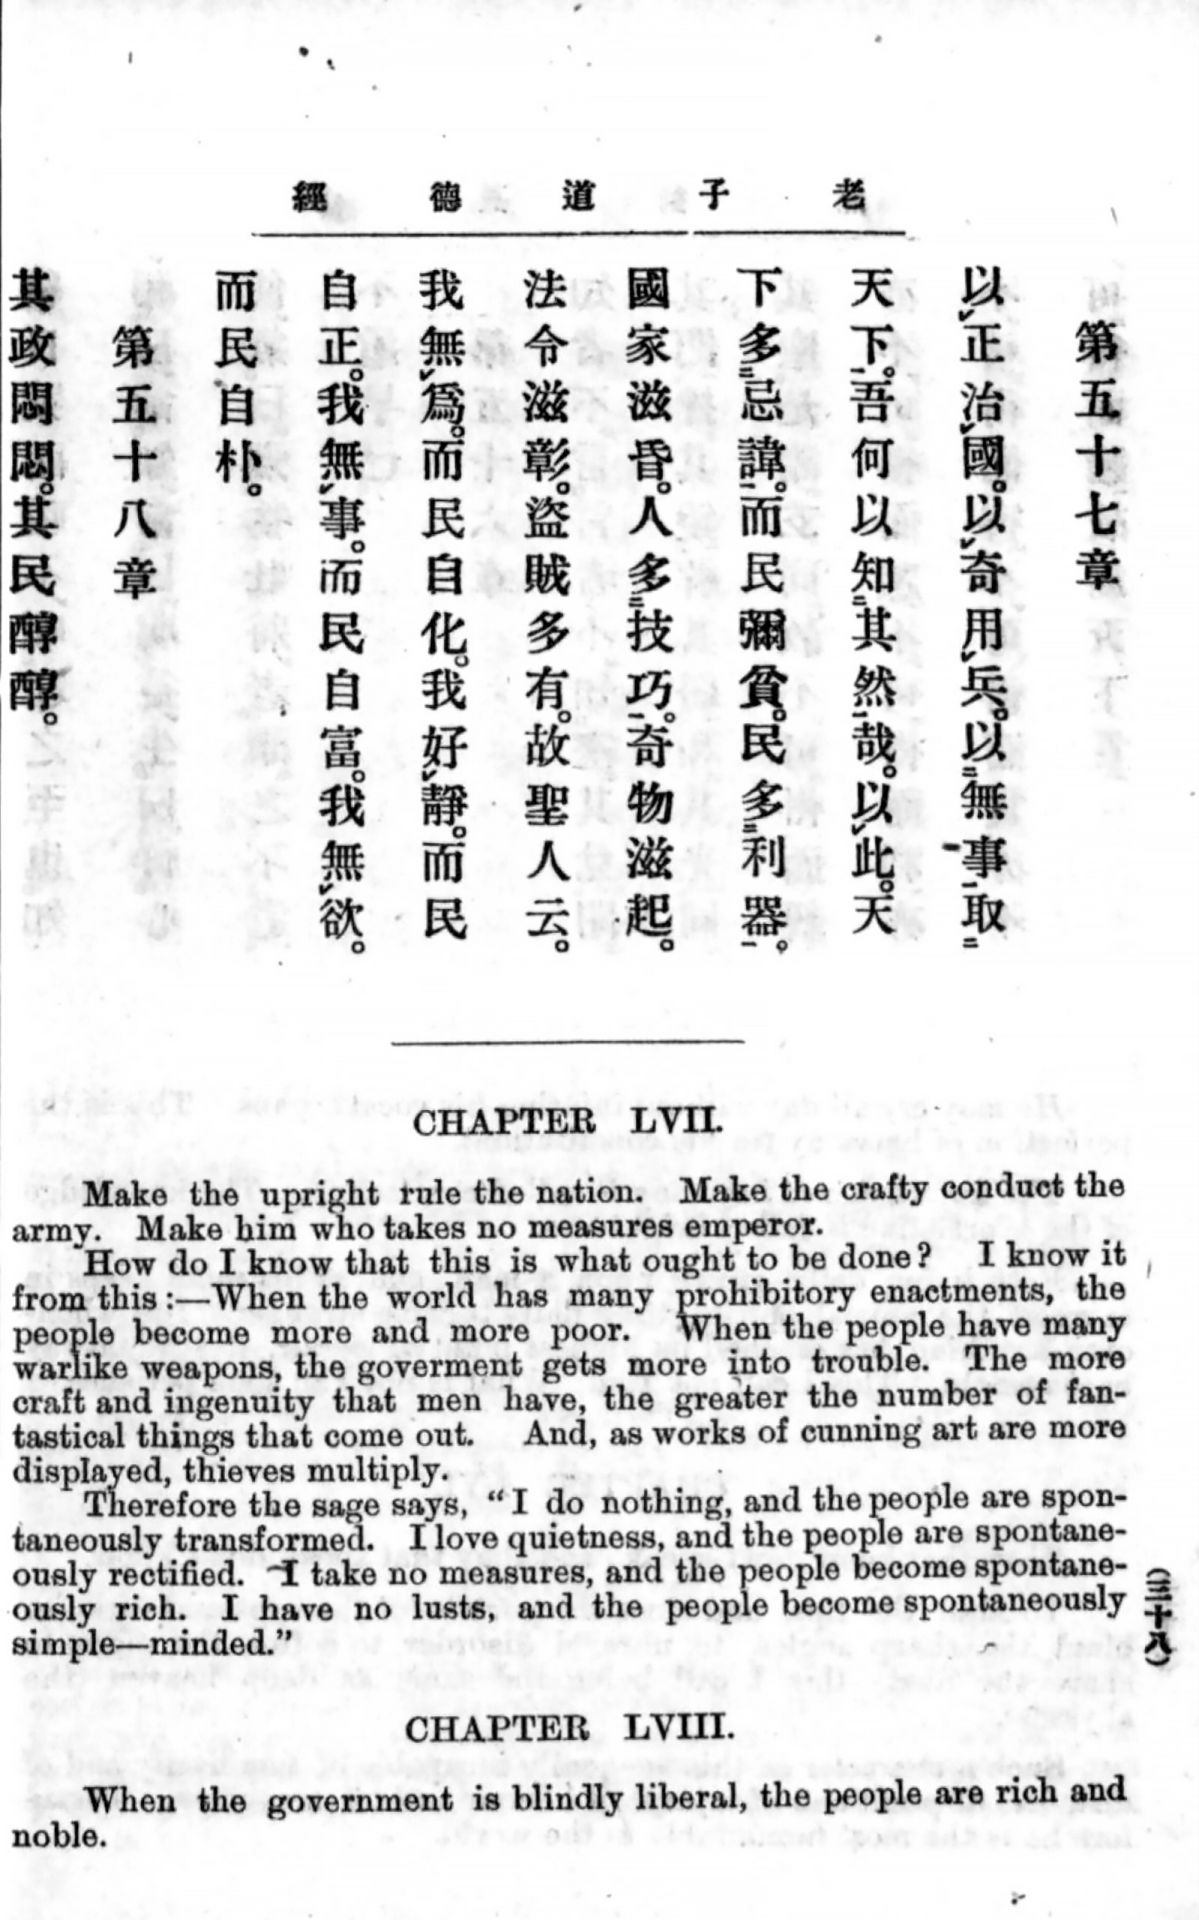 老子道德經
第五十七章
以正治國。以奇用兵。以無事取
天下。吾何以知其然哉。以此。天
下多忌諱。而民彌貧。民多利器。
國家滋昏。人多技巧。奇物滋起。
法令滋彰。盜賊多有。故聖人云。
我無爲。而民自化。我好靜。而民
自正。我無事。而民自富。我無欲。
而民自朴。
第五十八章
其政悶悶。其民醇醇。
CHAPTER LVII.
Make the upright rule the nation. Make the crafty conduct the
army. Make him who takes no measures emperor.
How do I know that this is what ought to be done? I know it
from this:—When the world has many prohibitory enactments, the
people become more and more poor. When the people have many
warlike weapons, the goverment gets more into trouble. The more
craft and ingenuity that men have, the greater the number of fan-
tastical things that come out. And, as works of cunning art are more
displayed, thieves multiply.
Therefore the sage says, "I do nothing, and the people are spon-
taneously transformed. I love quietness, and the people are spontane-
ously rectified. I take no measures, and the people become spontane-
ously rich. I have no lusts, and the people become spontaneously
simple—minded."
(三十八)
CHAPTER LVIII.
When the government is blindly liberal, the people are rich and
noble.